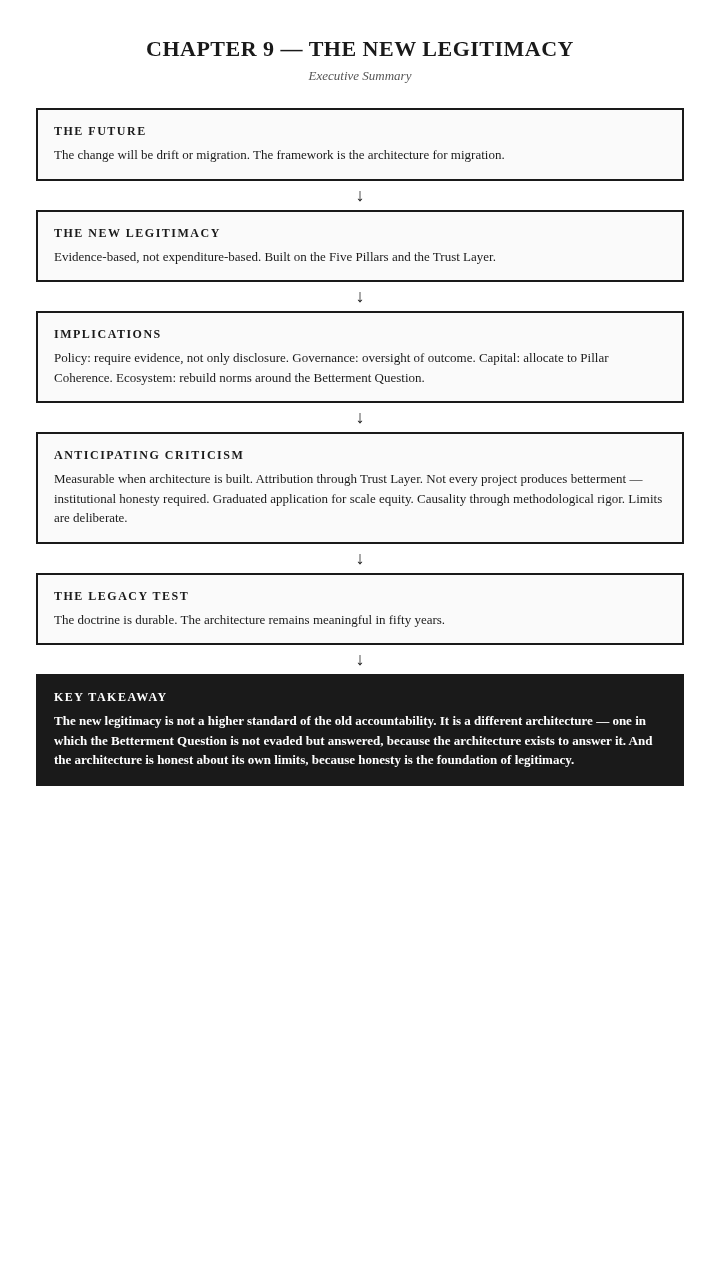 CHAPTER 9 — THE NEW LEGITIMACY
Executive Summary
THE FUTURE
The change will be drift or migration. The framework is the architecture for migration.
↓
THE NEW LEGITIMACY
Evidence-based, not expenditure-based. Built on the Five Pillars and the Trust Layer.
↓
IMPLICATIONS
Policy: require evidence, not only disclosure. Governance: oversight of outcome. Capital: allocate to Pillar
Coherence. Ecosystem: rebuild norms around the Betterment Question.
↓
ANTICIPATING CRITICISM
Measurable when architecture is built. Attribution through Trust Layer. Not every project produces betterment —
institutional honesty required. Graduated application for scale equity. Causality through methodological rigor. Limits
are deliberate.
↓
THE LEGACY TEST
The doctrine is durable. The architecture remains meaningful in fifty years.
↓
KEY TAKEAWAY
The new legitimacy is not a higher standard of the old accountability. It is a different architecture — one in
which the Betterment Question is not evaded but answered, because the architecture exists to answer it. And
the architecture is honest about its own limits, because honesty is the foundation of legitimacy.